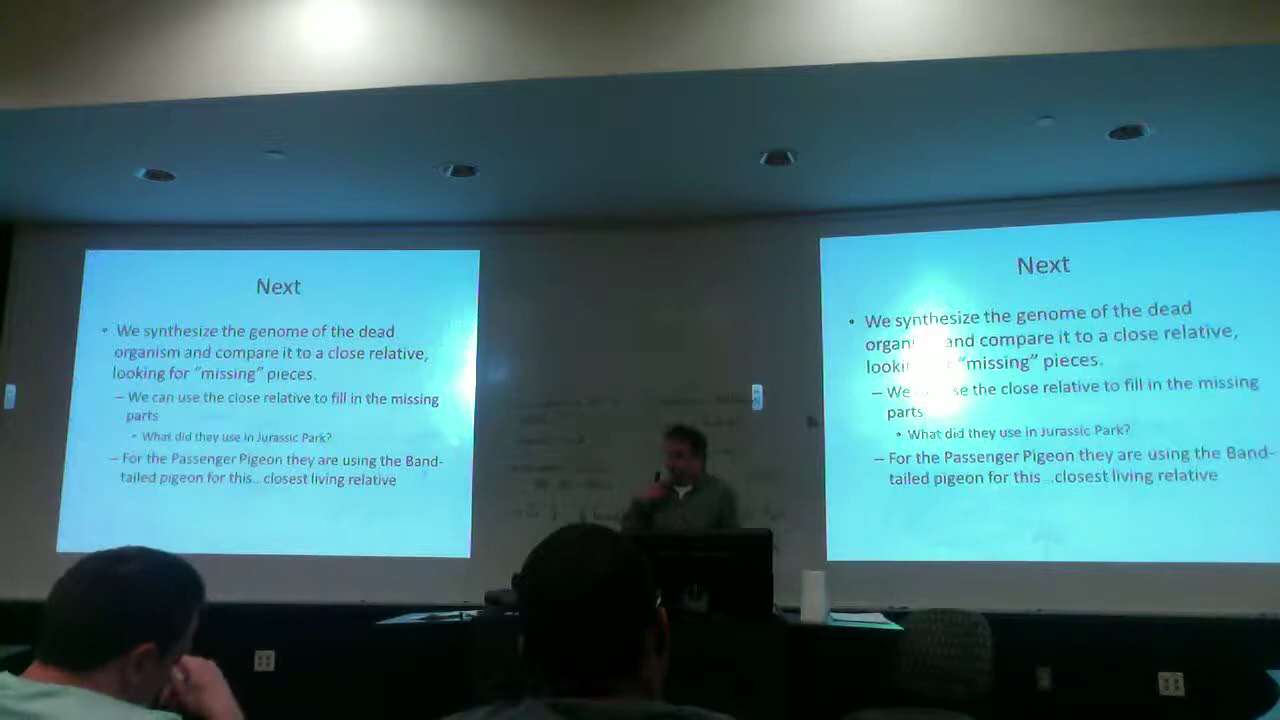 Next
• We synthesize the genome of the dead
organism and compare it to a close relative,
looking for "missing" pieces.
– We can use the close relative to fill in the missing
parts
• What did they use in Jurassic Park?
– For the Passenger Pigeon they are using the Band-
tailed pigeon for this...closest living relative
Next
• We synthesize the genome of the dead
and compare it to a close relative,
"missing" pieces.
– We use the close relative to fill in the missing
parts
• What did they use in Jurassic Park?
– For the Passenger Pigeon they are using the Band-
tailed pigeon for this...closest living relative